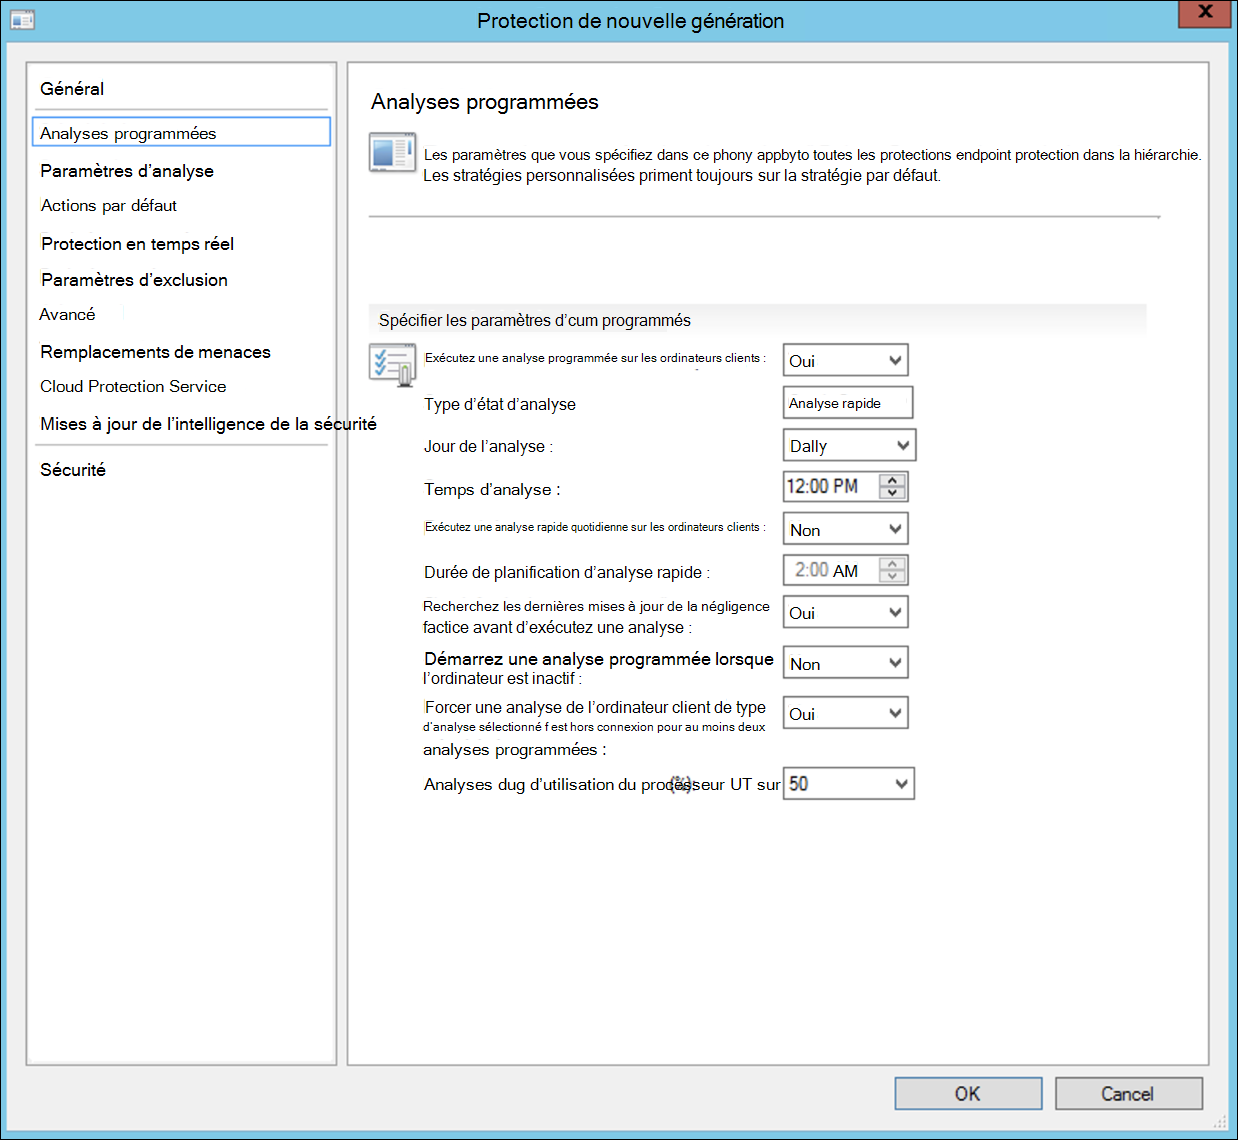 Protection de nouvelle génération
X
Général
Analyses programmées
Paramètres d’analyse
Actions par défaut
Protection en temps réel
Paramètres d’exclusion
Avancé
Remplacements de menaces
Cloud Protection Service
Mises à jour de l’intelligence de la sécurité
Sécurité
Analyses programmées
Les paramètres que vous spécifiez dans ce phony appbyto toutes les protections endpoint protection dans la hiérarchie.
Les stratégies personnalisées priment toujours sur la stratégie par défaut.
Spécifier les paramètres d’cum programmés
Exécutez une analyse programmée sur les ordinateurs clients : Oui
Type d’état d’analyse Analyse rapide
Jour de l’analyse : Dally
Temps d’analyse : 12:00 PM
Exécutez une analyse rapide quotidienne sur les ordinateurs clients : Non
Durée de planification d’analyse rapide : 2:00 AM
Recherchez les dernières mises à jour de la négligence
factice avant d’exécutez une analyse : Oui
Démarrez une analyse programmée lorsque
l’ordinateur est inactif : Non
Forcer une analyse de l’ordinateur client de type
d’analyse sélectionné f est hors connexion pour au moins deux
analyses programmées : Oui
Analyses dug d’utilisation du processeur UT sur (%): 50
OK Cancel